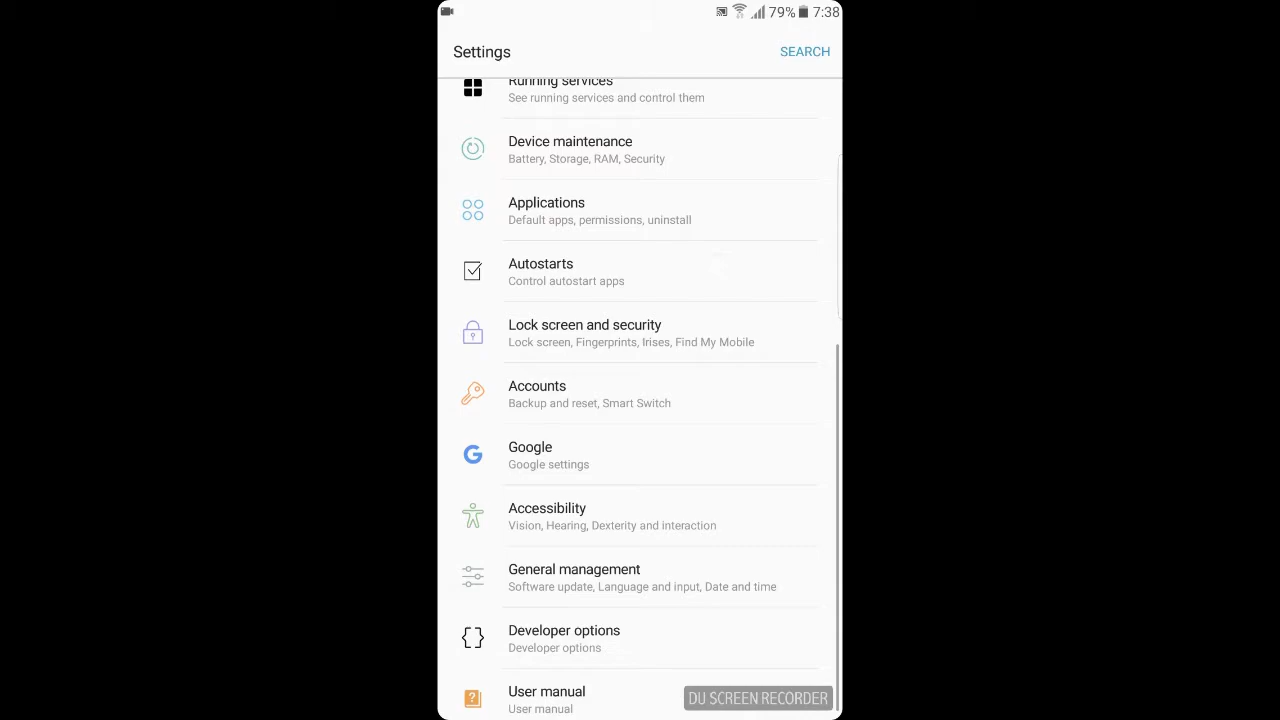 79% 7:38
Settings
SEARCH
Running services
See running services and control them
Device maintenance
Battery, Storage, RAM, Security
Applications
Default apps, permissions, uninstall
Autostarts
Control autostart apps
Lock screen and security
Lock screen, Fingerprints, Irises, Find My Mobile
Accounts
Backup and reset, Smart Switch
Google
Google settings
Accessibility
Vision, Hearing, Dexterity and interaction
General management
Software update, Language and input, Date and time
Developer options
Developer options
User manual
User manual
DU SCREEN RECORDER